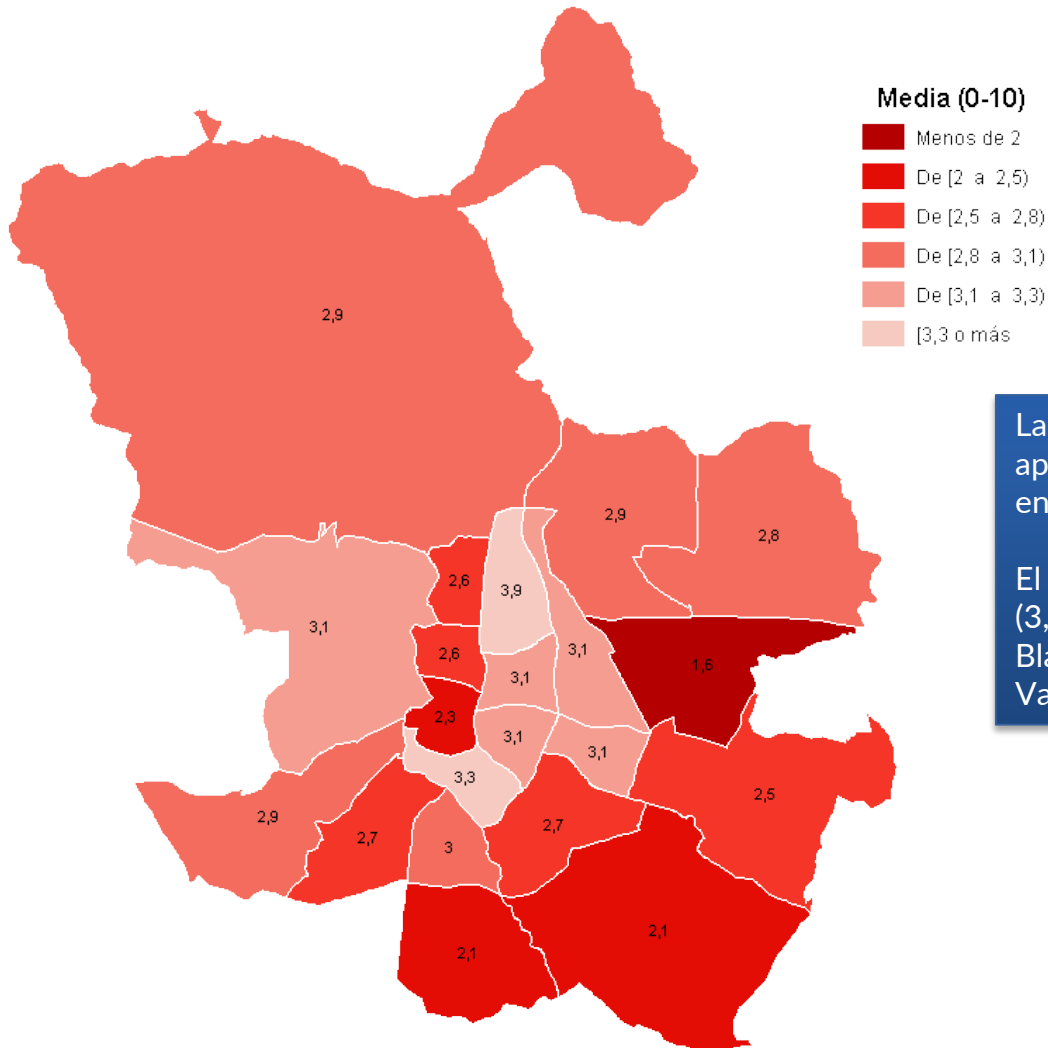 Media (0-10)
Menos de 2
De [2 a 2,5)
De [2,5 a 2,8)
De [2,8 a 3,1)
De [3,1 a 3,3)
[3,3 o más
2,9
La
ap
en
El
(3,
Bla
Va
2,9
2,8
2,6
3,9
3,1
2,6
3,1
3,1
1,6
2,3
3,1
3,1
3,3
2,5
2,9
2,7
3
2,7
2,1
2,1